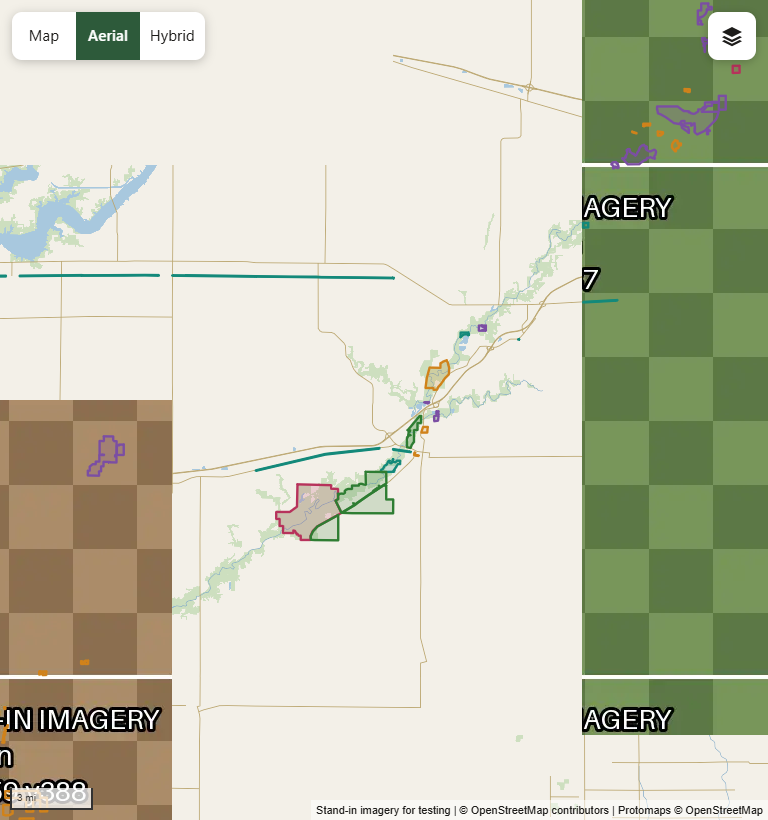 Map Aerial Hybrid
AGERY
7
-IN IMAGERY
AGERY
n
3 mi
Stand-in imagery for testing | © OpenStreetMap contributors | Protomaps © OpenStreetMap